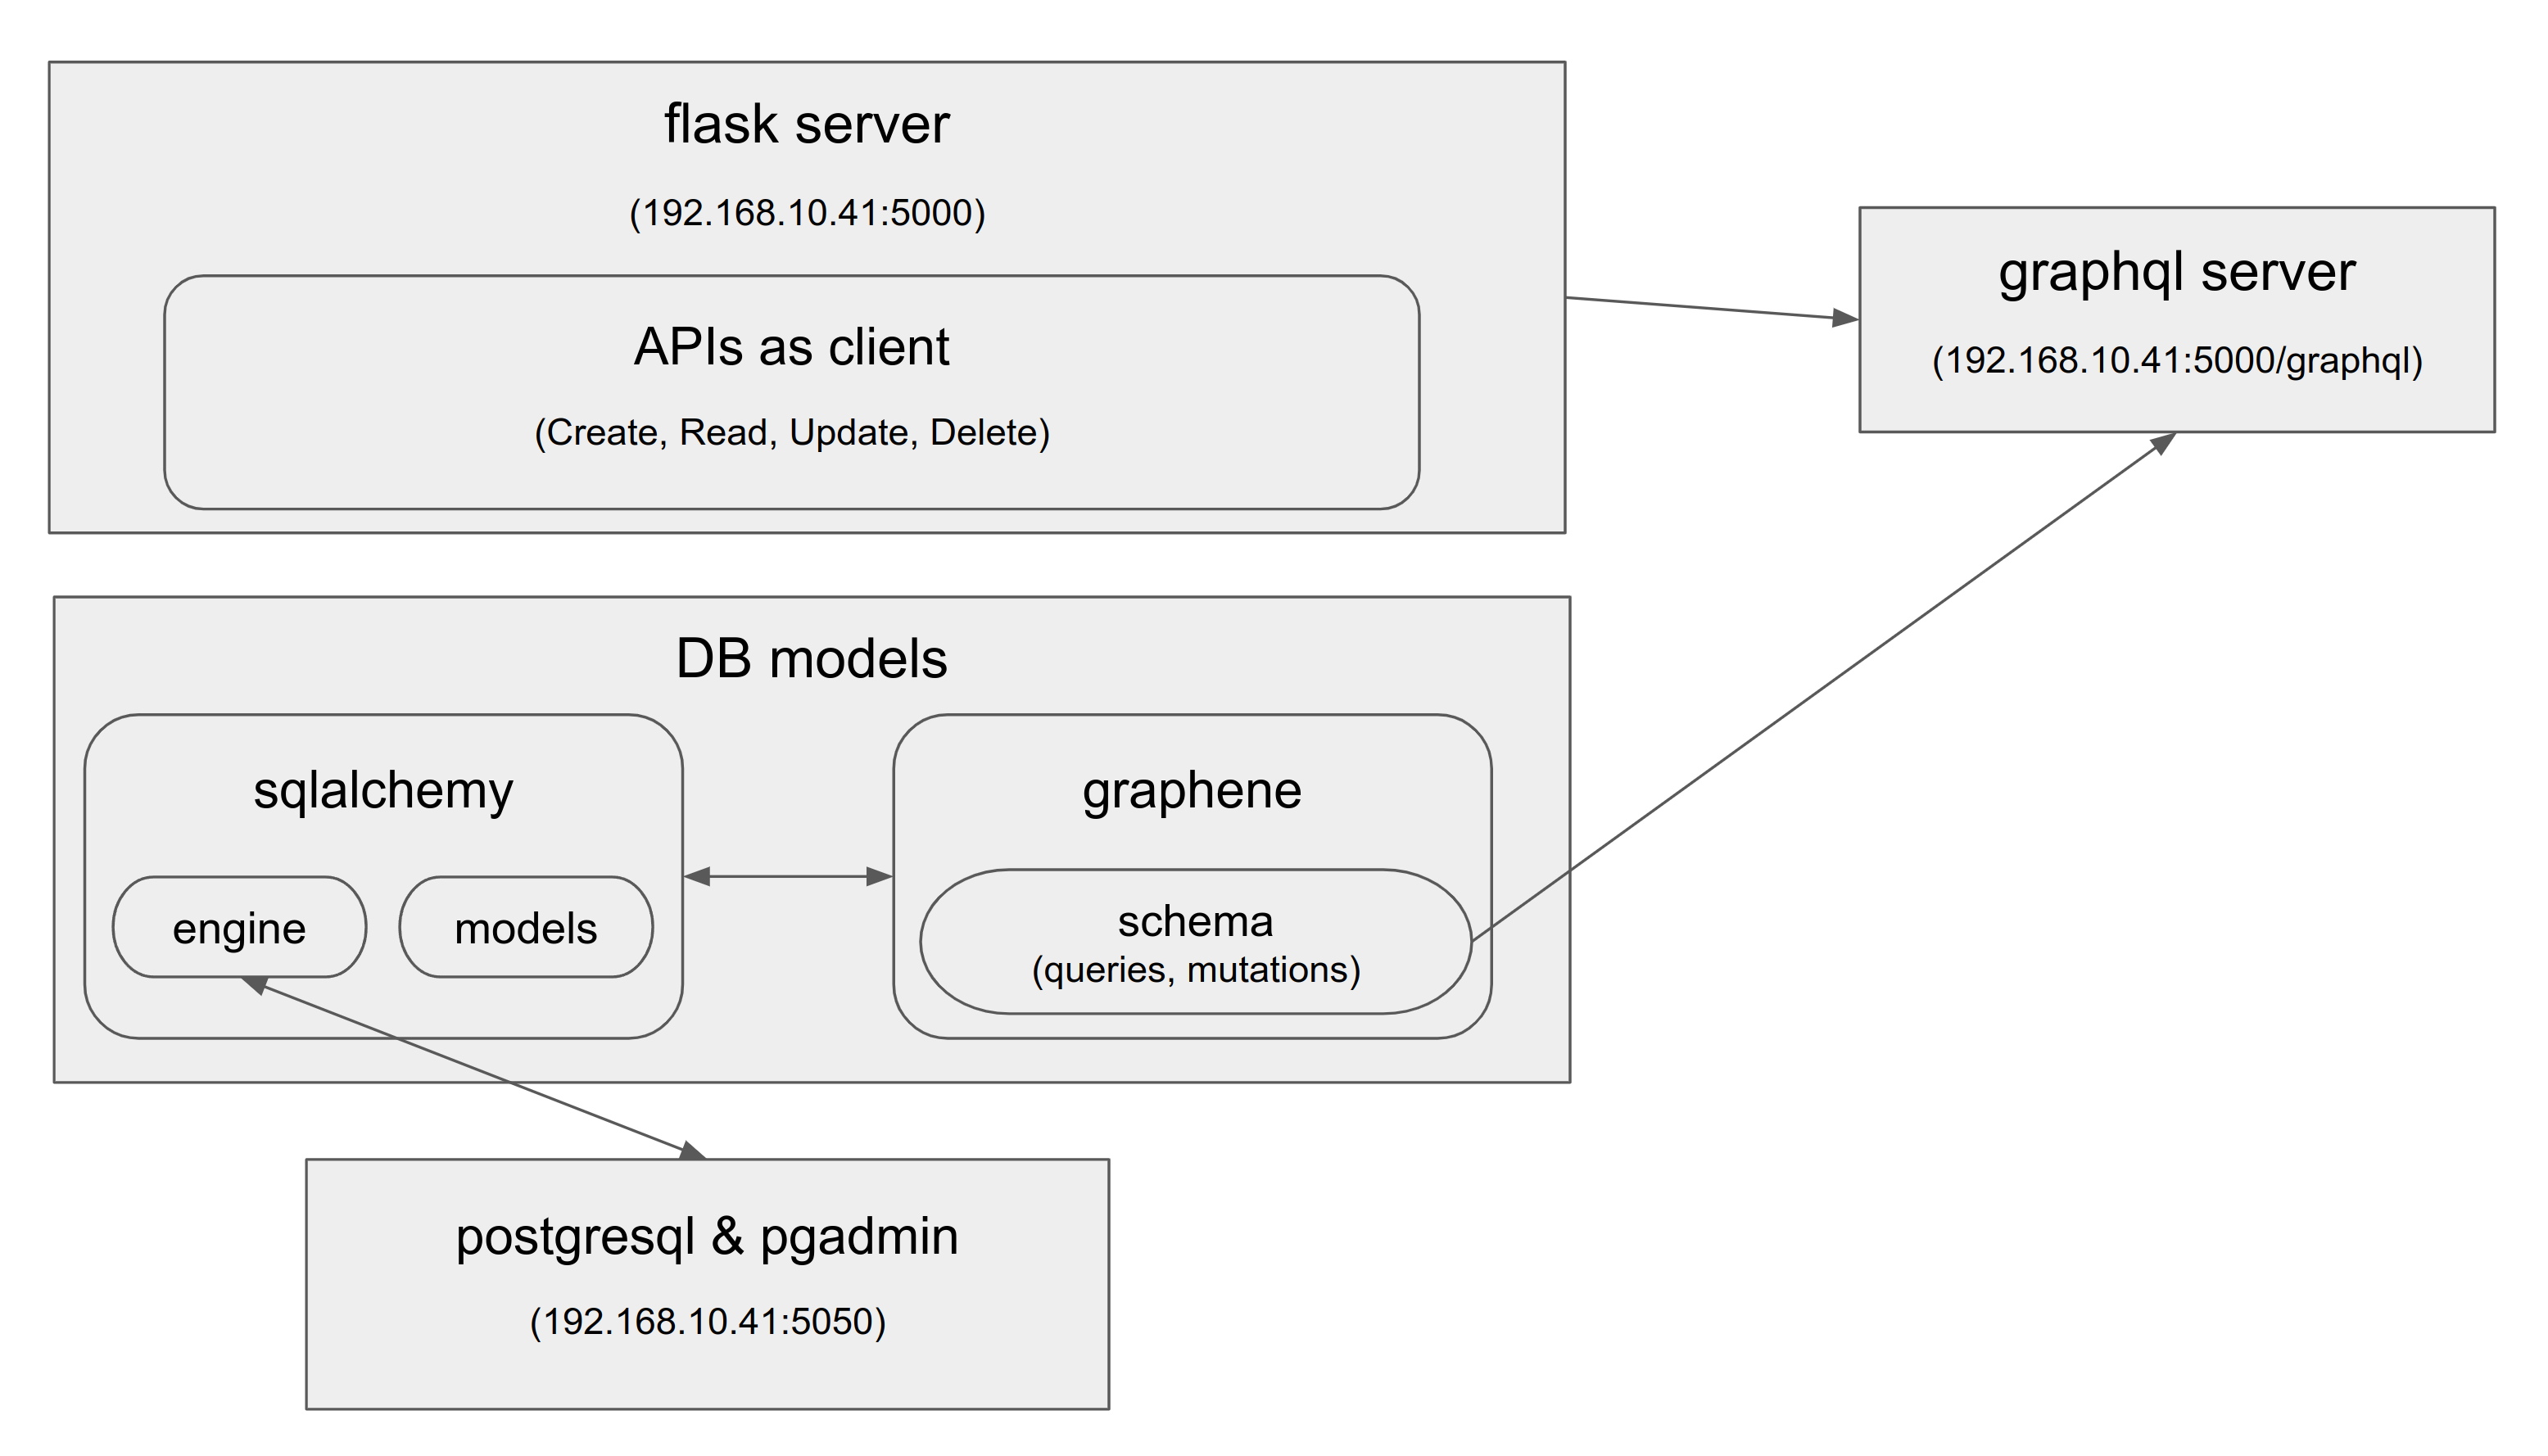 flask server
(192.168.10.41:5000)
APIs as client
(Create, Read, Update, Delete)
graphql server
(192.168.10.41:5000/graphql)
DB models
sqlalchemy
engine
models
graphene
schema
(queries, mutations)
postgresql & pgadmin
(192.168.10.41:5050)